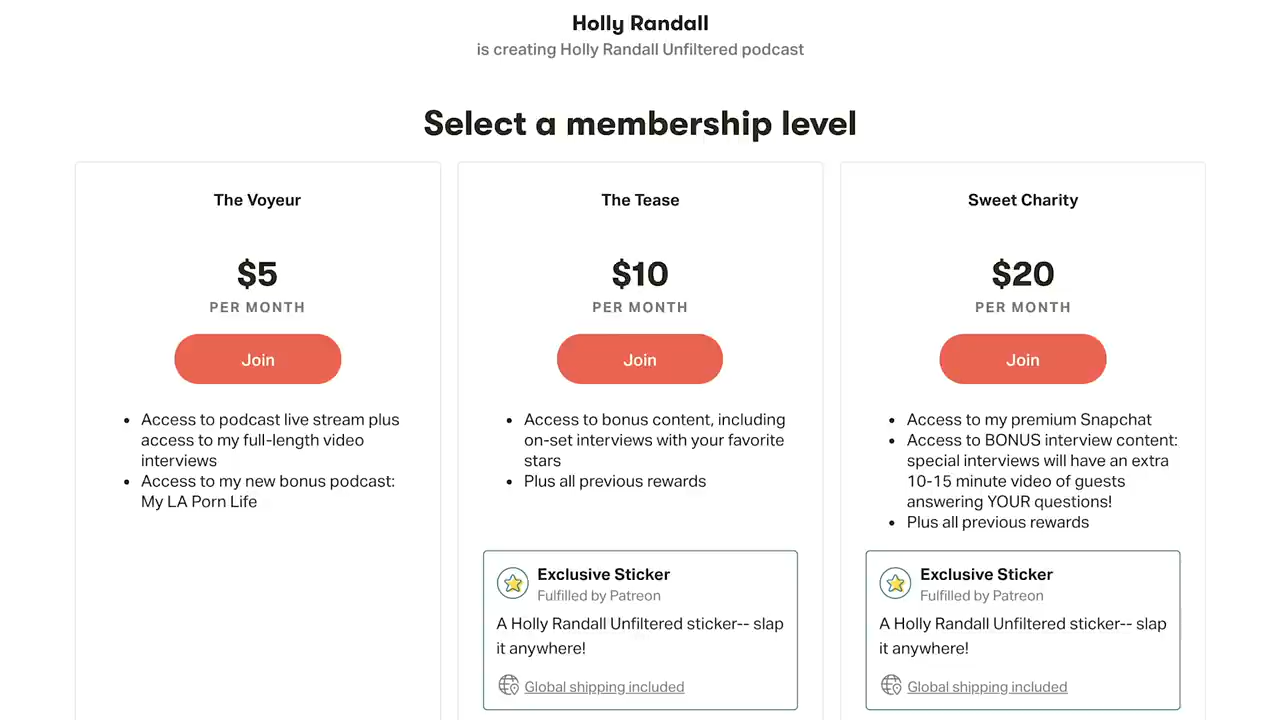 Holly Randall
is creating Holly Randall Unfiltered podcast
Select a membership level
The Voyeur
$5
PER MONTH
Join
• Access to podcast live stream plus
access to my full-length video
interviews
• Access to my new bonus podcast:
My LA Porn Life
The Tease
$10
PER MONTH
Join
• Access to bonus content, including
on-set interviews with your favorite
stars
• Plus all previous rewards
Exclusive Sticker
Fulfilled by Patreon
A Holly Randall Unfiltered sticker-- slap
it anywhere!
Global shipping included
Sweet Charity
$20
PER MONTH
Join
• Access to my premium Snapchat
• Access to BONUS interview content:
special interviews will have an extra
10-15 minute video of guests
answering YOUR questions!
• Plus all previous rewards
Exclusive Sticker
Fulfilled by Patreon
A Holly Randall Unfiltered sticker-- slap
it anywhere!
Global shipping included